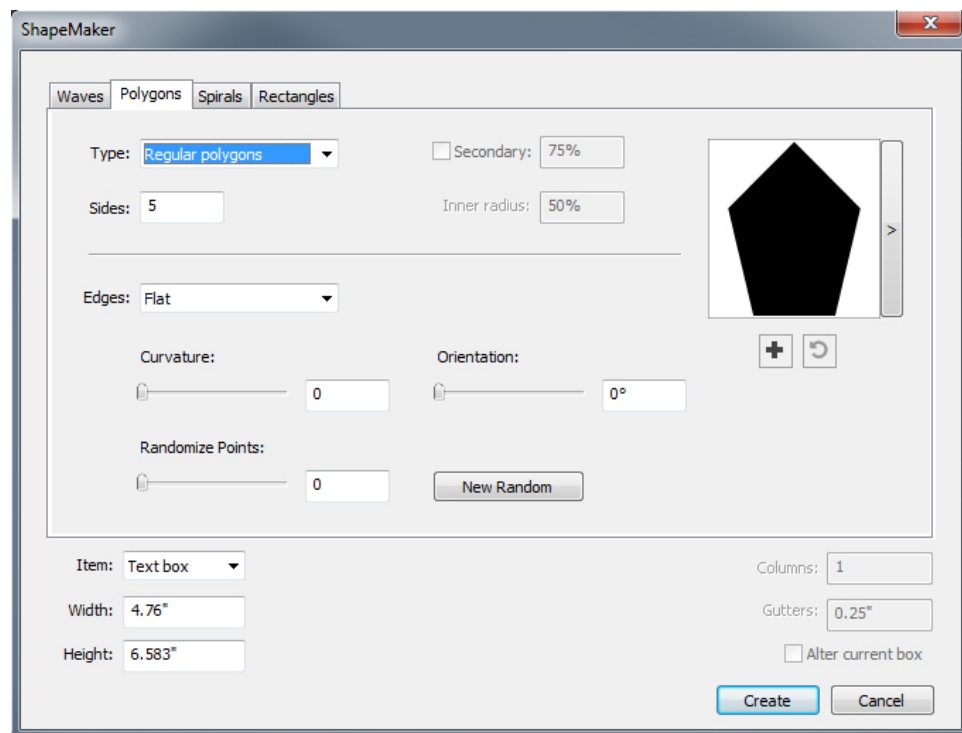 ShapeMaker
Waves Polygons Spirals Rectangles
Type: Regular polygons Secondary: 75%
Sides: 5 Inner radius: 50%
>
Edges: Flat
Curvature: Orientation:
0 0°
Randomize Points:
0 New Random
Item: Text box Columns: 1
Width: 4.76" Gutters: 0.25"
Height: 6.583" Alter current box
Create Cancel